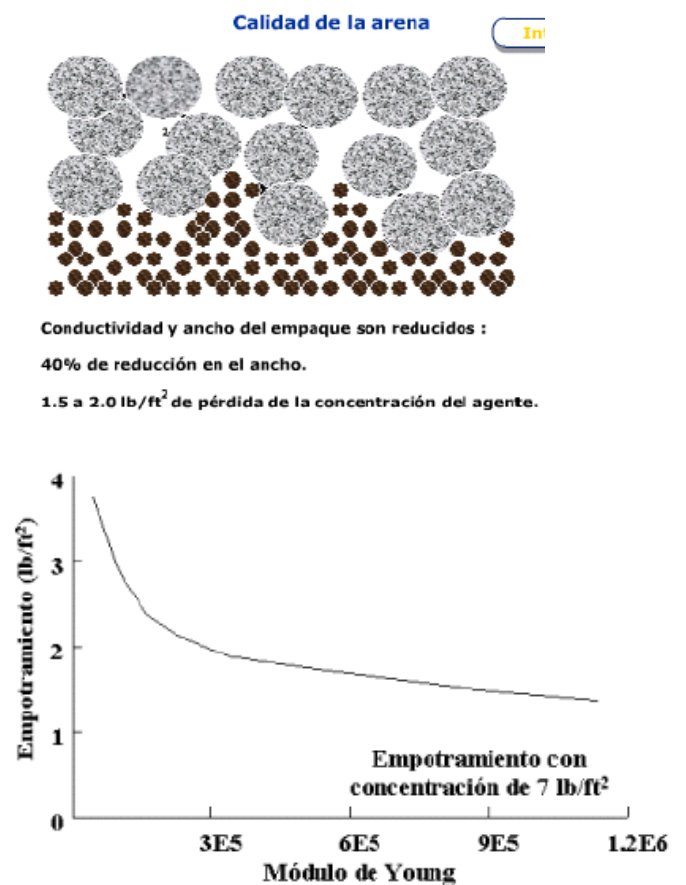 Calidad de la arena
Int
2
Conductividad y ancho del empaque son reducidos :
40% de reducción en el ancho.
1.5 a 2.0 lb/ft² de pérdida de la concentración del agente.
4
3
2
1
0
Empotramiento (lb/ft²)
Empotramiento con
concentración de 7 lb/ft²
3E5 6E5 9E5 1.2E6
Módulo de Young